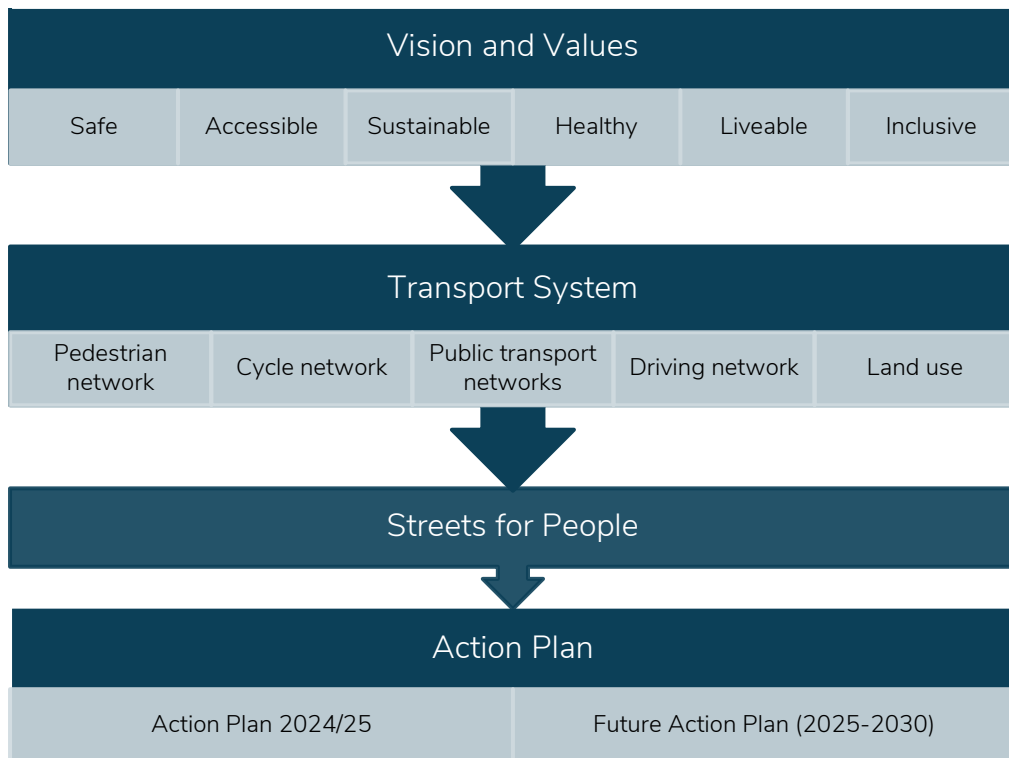 Vision and Values
Safe
Accessible
Sustainable
Healthy
Liveable
Inclusive
Transport System
Pedestrian
network
Cycle network
Public transport
networks
Driving network
Land use
Streets for People
Action Plan
Action Plan 2024/25
Future Action Plan (2025-2030)